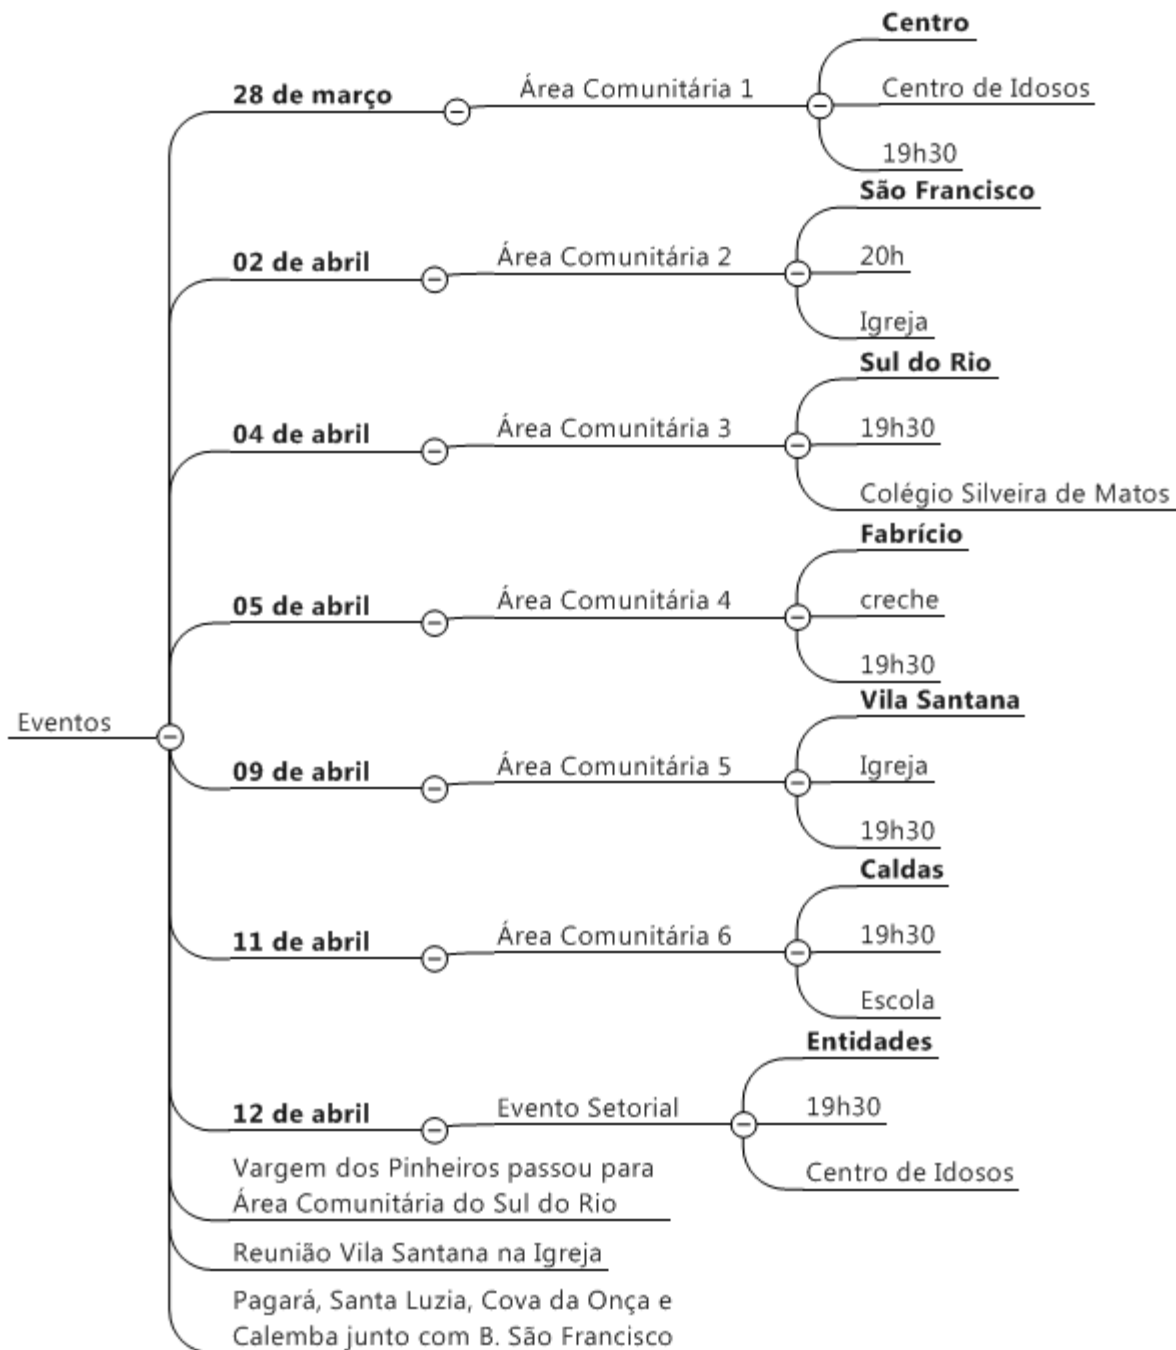 Eventos
28 de março
Área Comunitária 1
Centro
Centro de Idosos
19h30
02 de abril
Área Comunitária 2
São Francisco
20h
Igreja
04 de abril
Área Comunitária 3
Sul do Rio
19h30
Colégio Silveira de Matos
05 de abril
Área Comunitária 4
Fabrício
creche
19h30
09 de abril
Área Comunitária 5
Vila Santana
Igreja
19h30
11 de abril
Área Comunitária 6
Caldas
19h30
Escola
12 de abril
Evento Setorial
Entidades
19h30
Centro de Idosos
Vargem dos Pinheiros passou para
Área Comunitária do Sul do Rio
Reunião Vila Santana na Igreja
Pagará, Santa Luzia, Cova da Onça e
Calemba junto com B. São Francisco